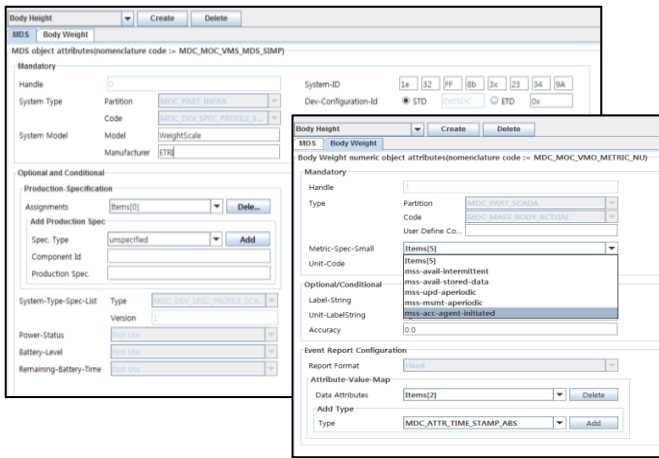 Body Height Create Delete
MDS Body Weight
MDS object attributes(nomenclature code := MDC_MOC_VMS_MDS_SIMP)
Mandatory
Handle 0 System-ID 1e 32 FF 8b 3x 23 34 9A
System Type Partition MDC_PART_INFRA Dev-Configuration-Id STD 0905DC ETD 0x
Code MDC_DEV_SPEC_PROFILE_S...
System Model Model WeightScale
Manufacturer ETRI
Optional and Conditional
Production-Specification
Assignments Items[0] Dele...
Add Production Spec
Spec. Type unspecified Add
Component Id
Production Spec.
System-Type-Spec-List Type MDC_DEV_SPEC_PROFILE_SCA...
Version 1
Power-Status Not Use
Battery-Level Not Use
Remaining-Battery-Time Not Use
Body Height Create Delete
MDS Body Weight
Body Weight numeric object attributes(nomenclature code := MDC_MOC_VMO_METRIC_NU)
Mandatory
Handle 1
Type Partition MDC_PART_SCADA
Code MDC_MASS_BODY_ACTUAL
User Define Co...
Metric-Spec-Small Items[5]
Unit-Code Items[5]
mss-avail-intermittent
mss-avail-stored-data
Optional/Conditional mss-upd-aperiodic
Label-String mss-msmt-aperiodic
Unit-LabelString mss-acc-agent-initiated
Accuracy 0.0
Event Report Configuration
Report Format Fixed
Attribute-Value-Map
Data Attributes Items[2] Delete
Add Type
Type MDC_ATTR_TIME_STAMP_ABS Add